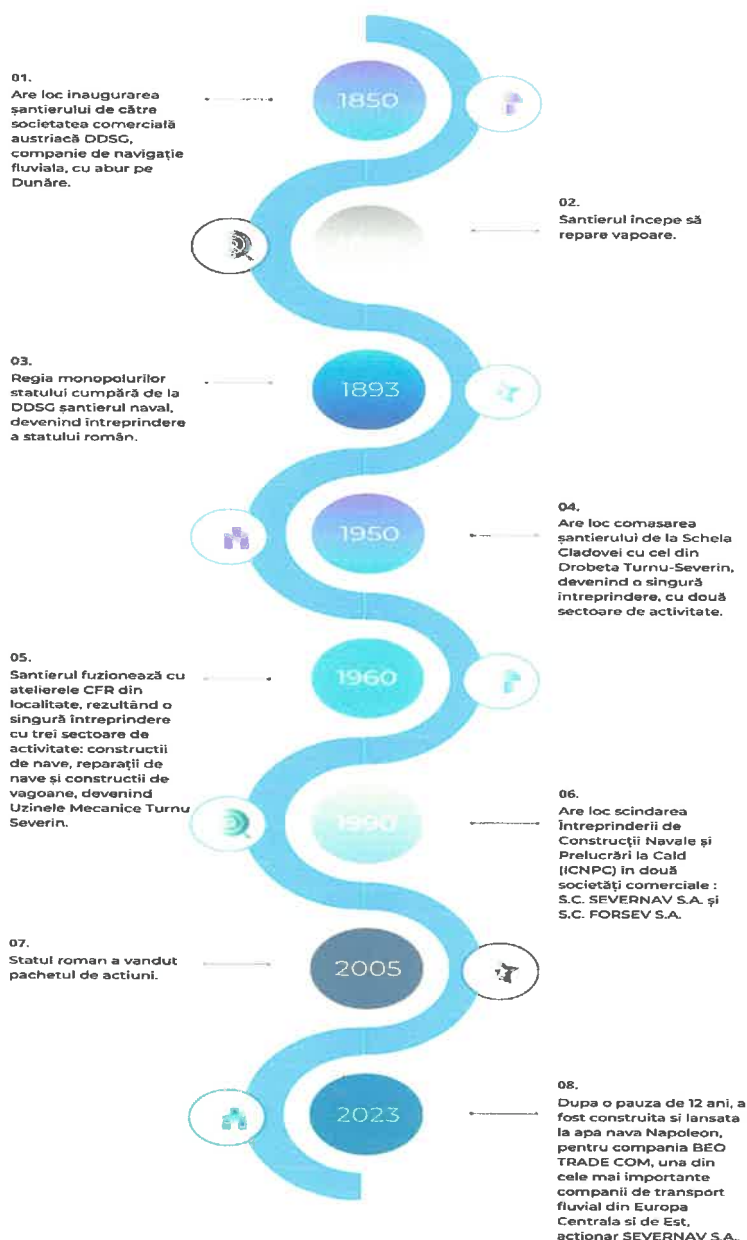 01.
Are loc inaugurarea
șantierului de către
societatea comercială
austriacă DDSG,
companie de navigație
fluviala, cu abur pe
Dunăre.
1850
02.
Santierul începe să
repare vapoare.
03.
Regia monopolurilor
statului cumpără de la
DDSG șantierul naval,
devenind întreprindere
a statului român.
1893
1950
04.
Are loc comasarea
șantierului de la Schela
Cladovei cu cel din
Drobeta Turnu-Severin,
devenind o singură
întreprindere, cu două
sectoare de activitate.
05.
Santierul fuzionează cu
atelierele CFR din
localitate, rezultând o
singură întreprindere
cu trei sectoare de
activitate: constructii
de nave, reparații de
nave și constructii de
vagoane, devenind
Uzinele Mecanice Turnu
Severin.
1960
1990
06.
Are loc scindarea
Întreprinderii de
Construcții Navale și
Prelucrări la Cald
(ICNPC) în două
societăți comerciale :
S.C. SEVERNAV S.A. și
S.C. FORSEV S.A.
07.
Statul roman a vandut
pachetul de actiuni.
2005
2023
08.
Dupa o pauza de 12 ani, a
fost construita si lansata
la apa nava Napoleon,
pentru compania BEO
TRADE COM, una din
cele mai importante
companii de transport
fluvial din Europa
Centrala si de Est,
actionar SEVERNAV S.A..